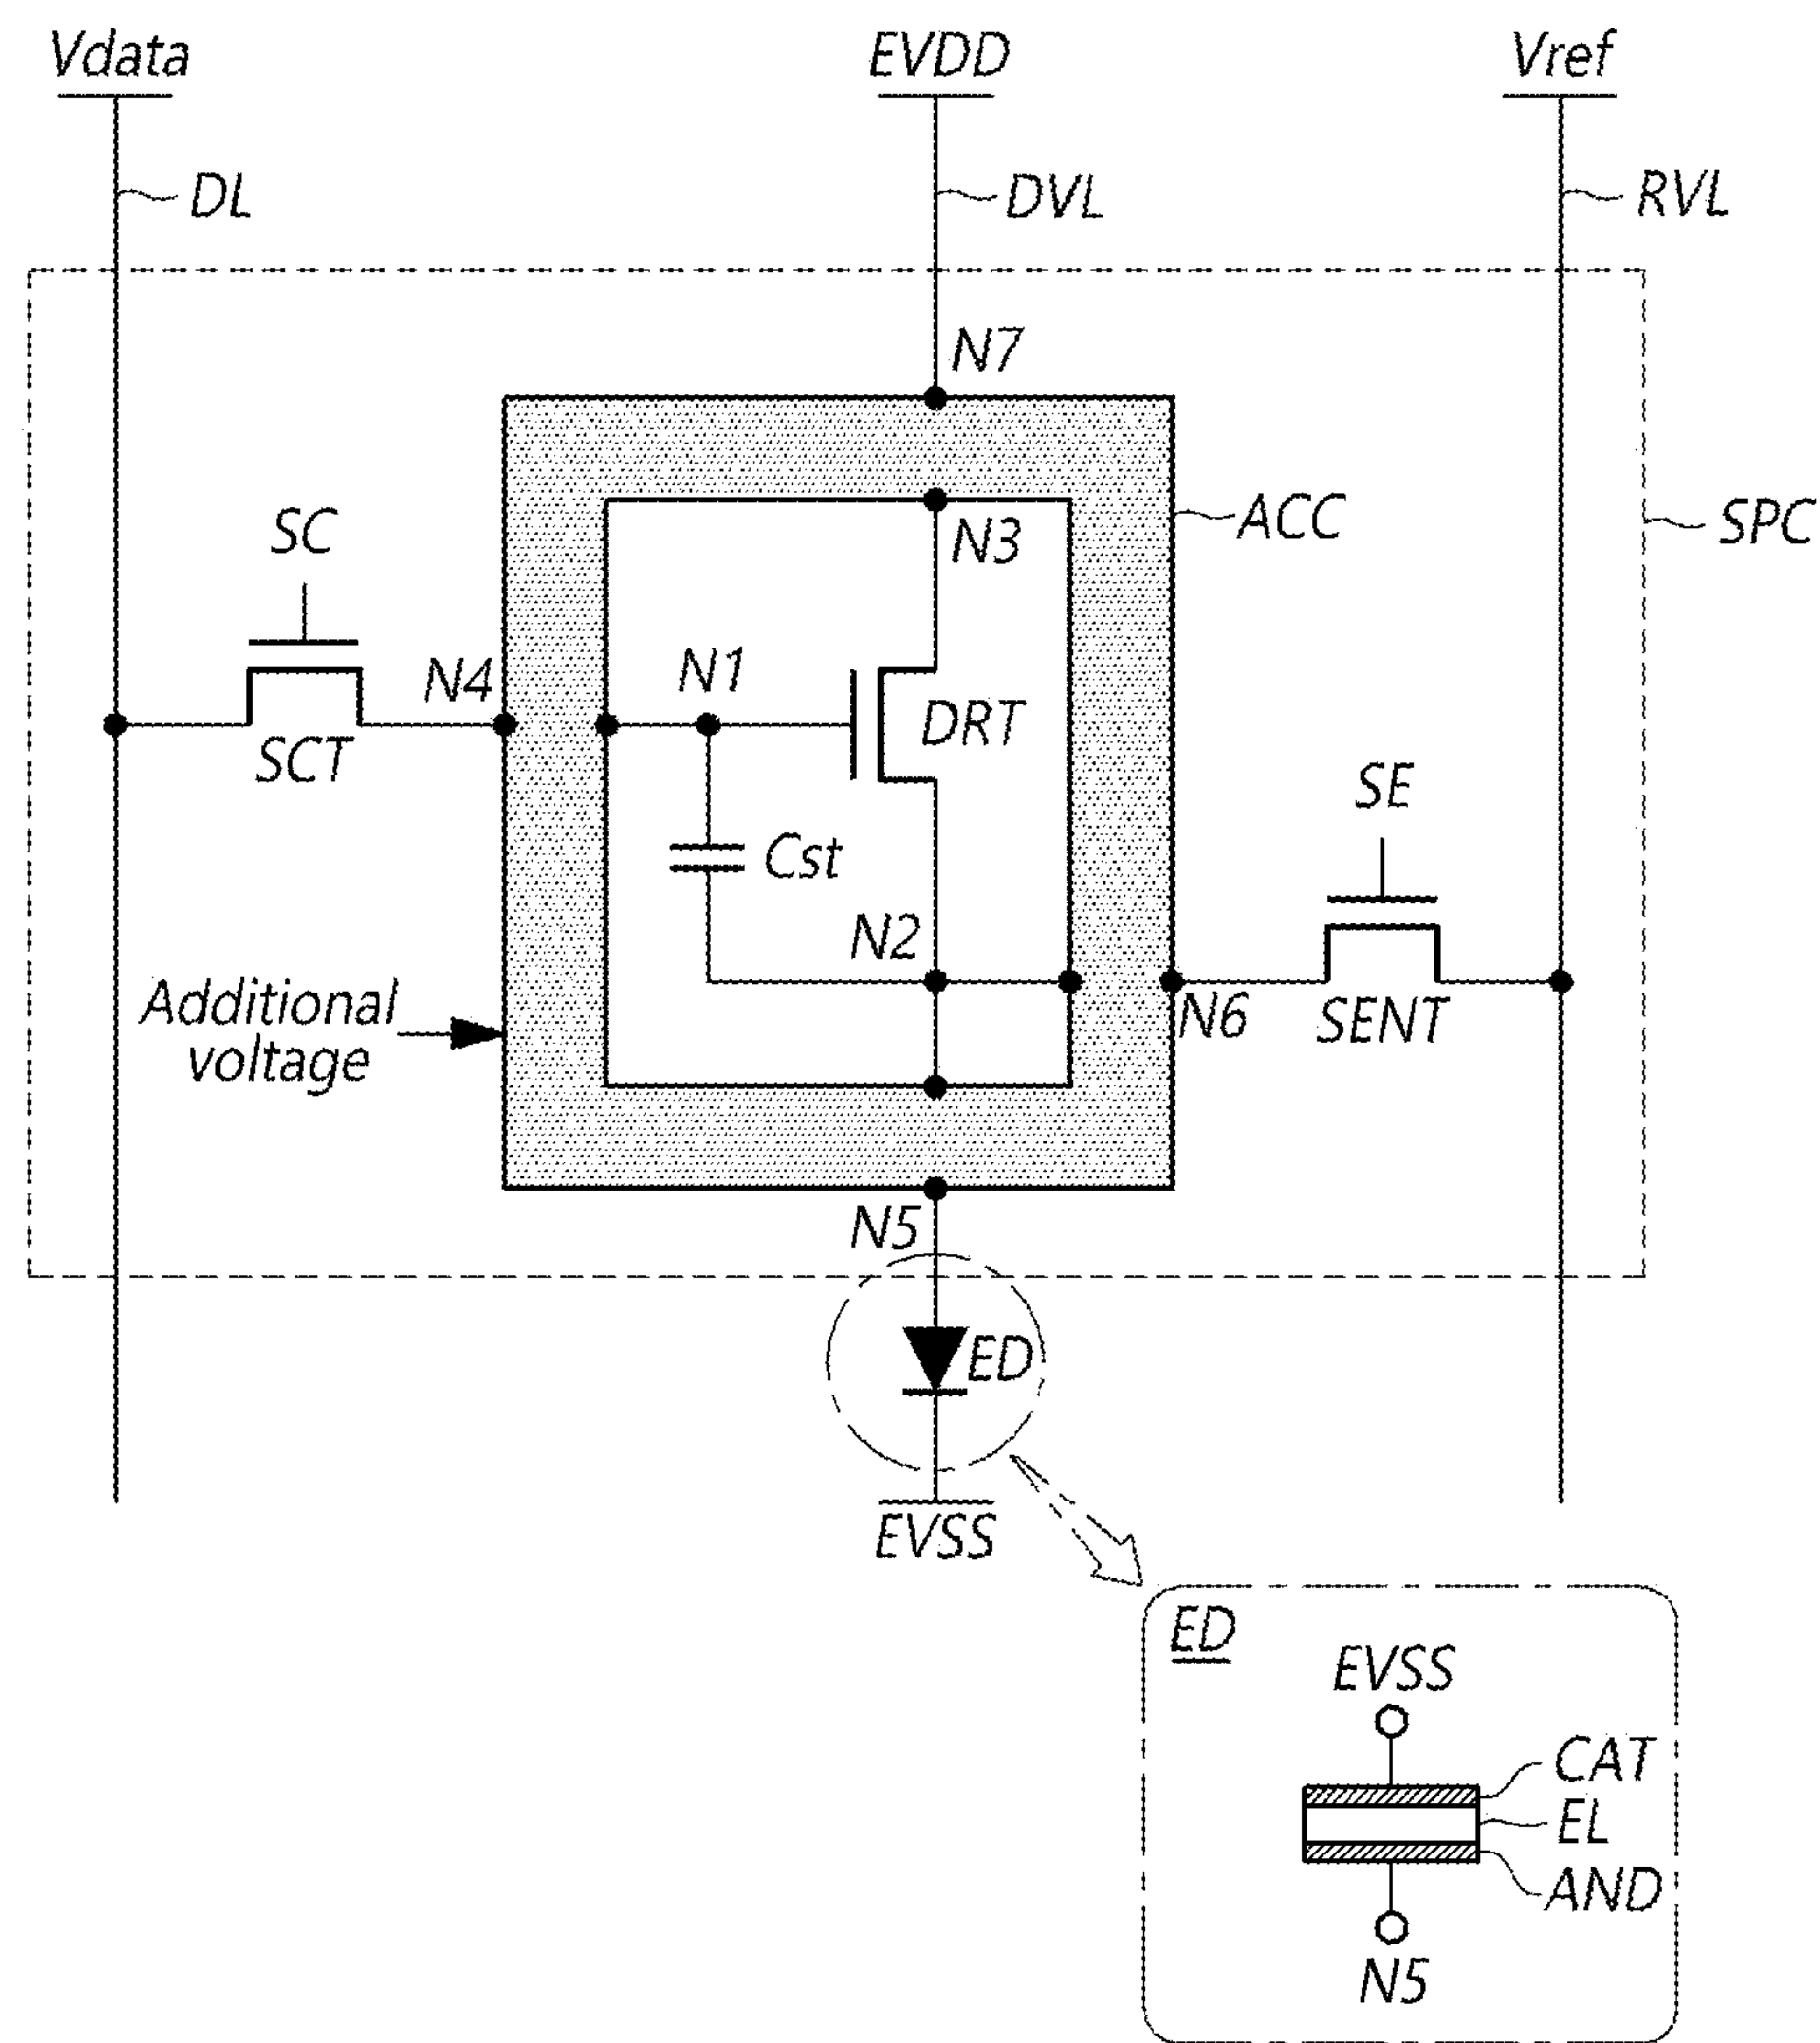 Vdata
EVDD
Vref
DL
DVL
RVL
N7
SC
N3
ACC
SPC
N4
N1
DRT
SCT
SE
Cst
N2
Additional
voltage
N6
SENT
N5
ED
EVSS
ED
EVSS
CAT
EL
AND
N5